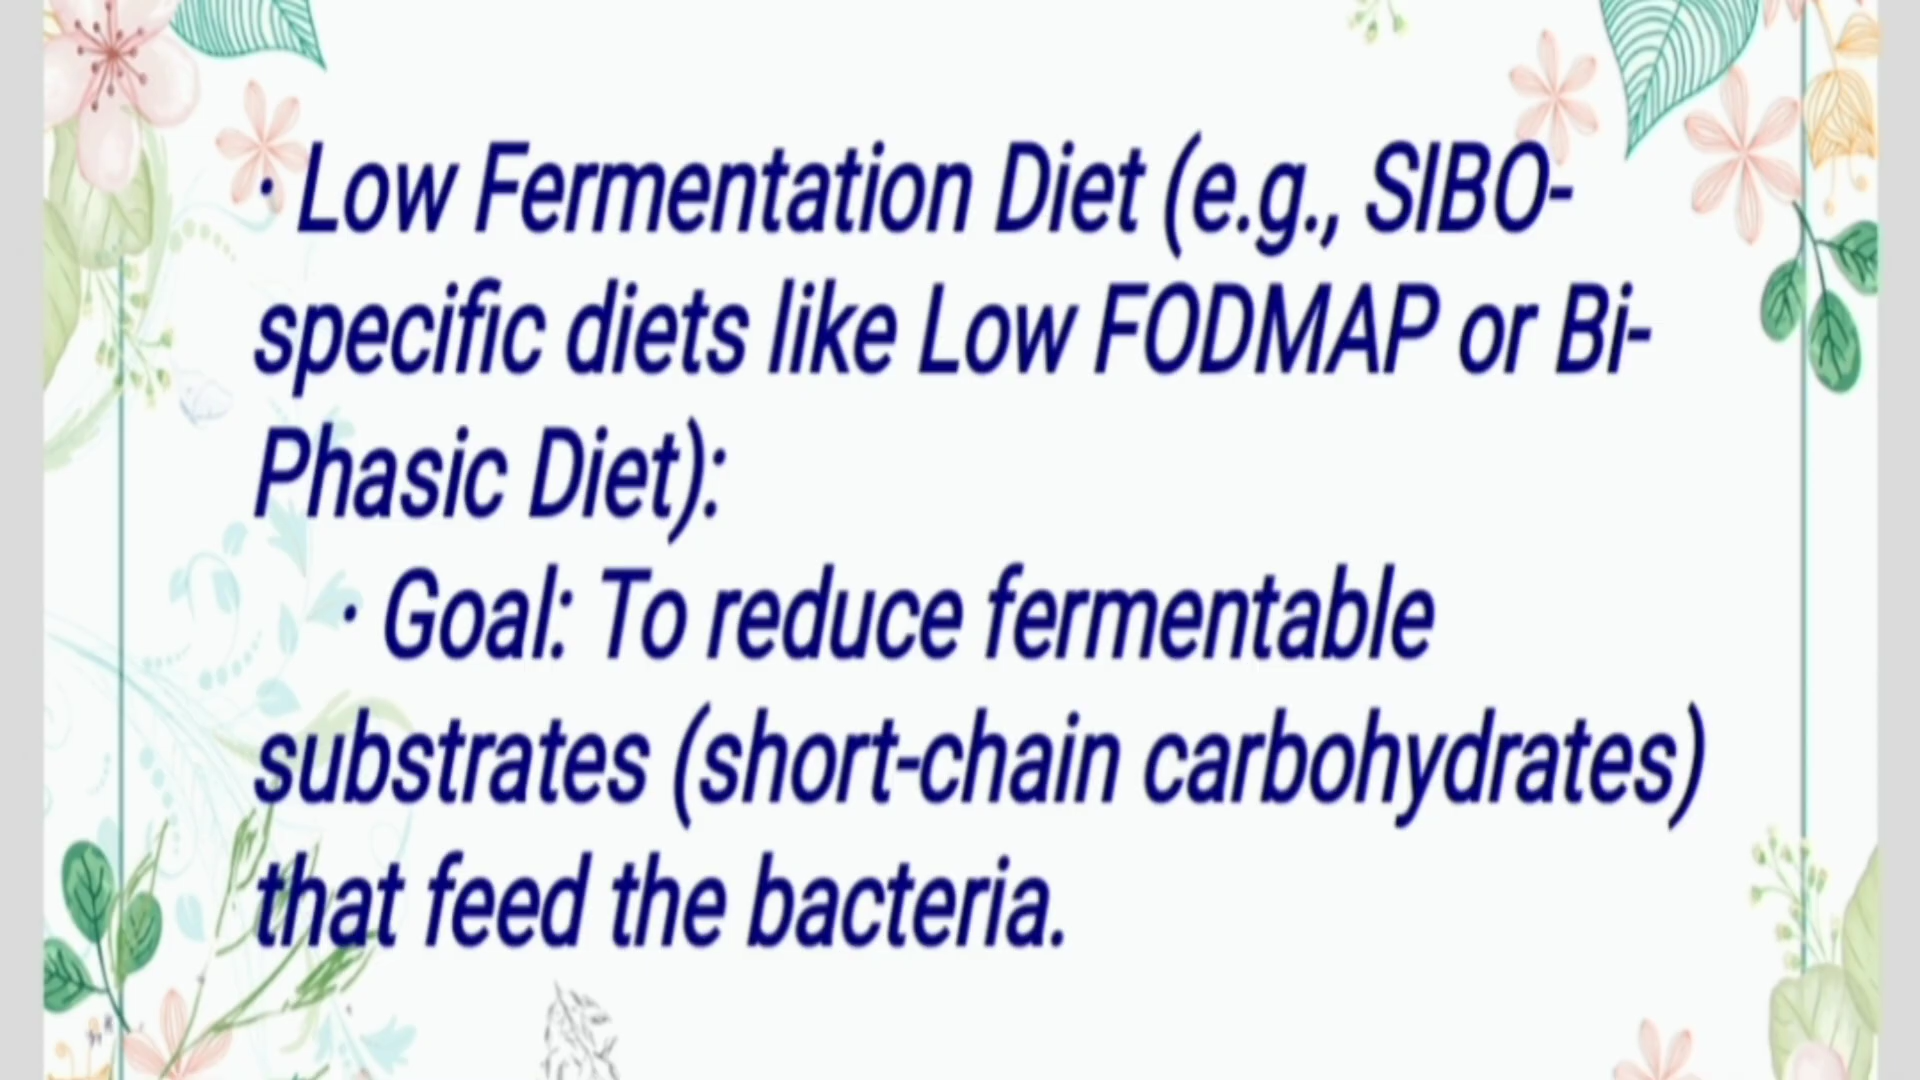 · Low Fermentation Diet (e.g., SIBO-
specific diets like Low FODMAP or Bi-
Phasic Diet):
· Goal: To reduce fermentable
substrates (short-chain carbohydrates)
that feed the bacteria.